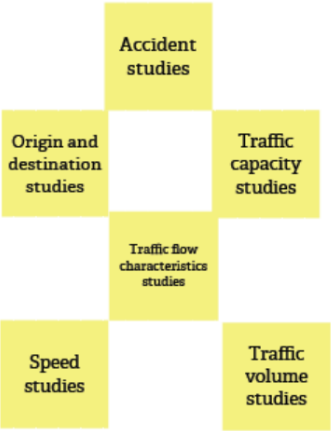 Accident
studies
Origin and
destination
studies
Traffic
capacity
studies
Traffic flow
characteristics
studies
Speed
studies
Traffic
volume
studies